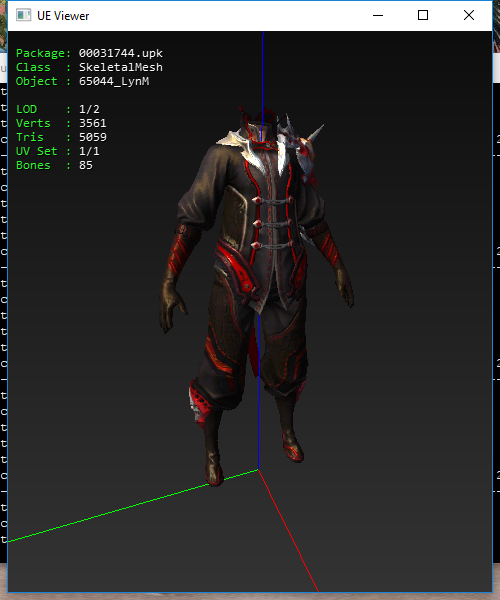 UE Viewer
Package: 00031744.upk
Class : SkeletalMesh
Object : 65044_LynM
LOD : 1/2
Verts : 3561
Tris : 5059
UV Set : 1/1
Bones : 85